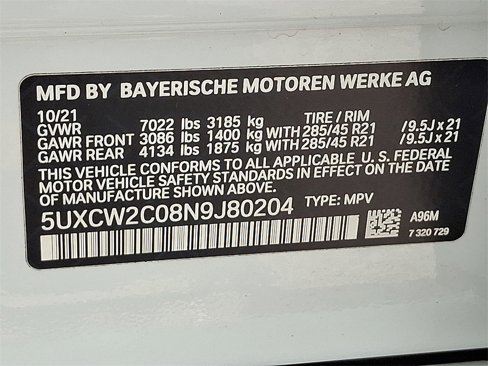 MFD BY BAYERISCHE MOTOREN WERKE AG
10/21 TIRE / RIM
GVWR 7022 lbs 3185 kg
GAWR FRONT 3086 lbs 1400 kg WITH 285/45 R21 /9.5J x 21
GAWR REAR 4134 lbs 1875 kg WITH 285/45 R21 /9.5J x 21
THIS VEHICLE CONFORMS TO ALL APPLICABLE U. S. FEDERAL
MOTOR VEHICLE SAFETY STANDARDS IN EFFECT ON THE DATE
OF MANUFACTURE SHOWN ABOVE.
5UXCW2C08N9J80204 TYPE: MPV
A96M
7 320 729